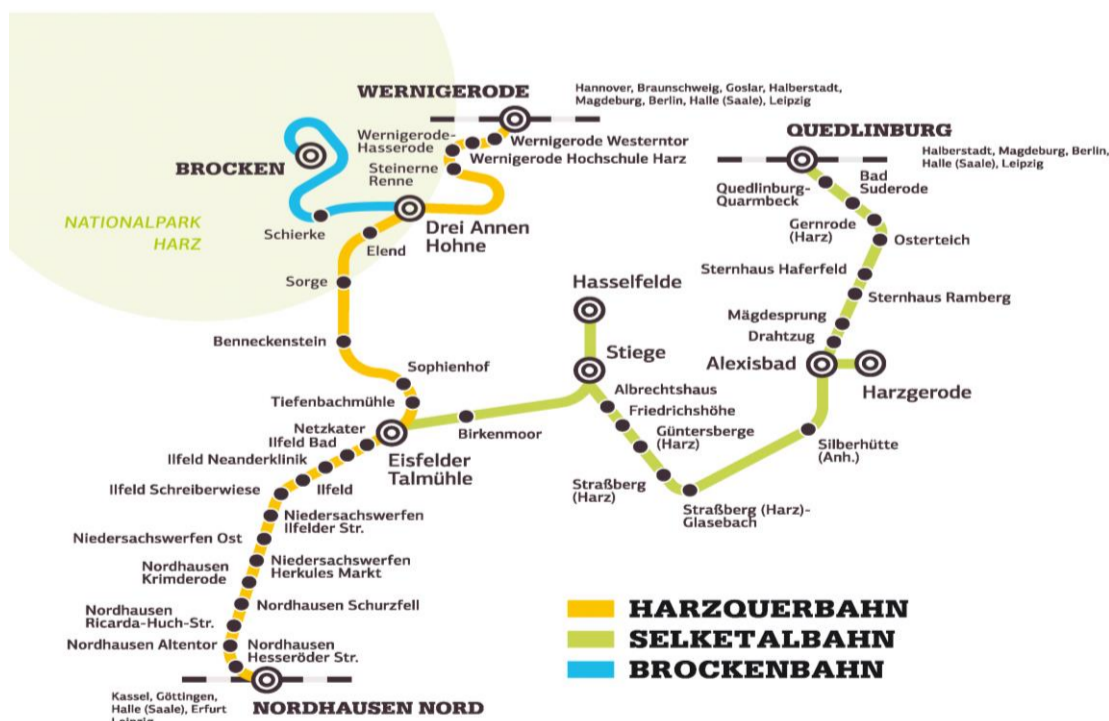 WERNIGERODE
Hannover, Braunschweig, Goslar, Halberstadt,
Magdeburg, Berlin, Halle (Saale), Leipzig
Wernigerode-
Hasserode
Wernigerode Westerntor
Wernigerode Hochschule Harz
Steinerne
Renne
BROCKEN
QUEDLINBURG
Halberstadt, Magdeburg, Berlin,
Halle (Saale), Leipzig
Bad
Suderode
Quedlinburg-
Quarmbeck
Gernrode
(Harz)
Osterteich
NATIONALPARK
HARZ
Schierke
Drei Annen
Hohne
Elend
Sorge
Sternhaus Haferfeld
Sternhaus Ramberg
Hasselfelde
Mägdesprung
Drahtzug
Benneckenstein
Stiege
Alexisbad
Harzgerode
Sophienhof
Tiefenbachmühle
Albrechtshaus
Friedrichshöhe
Güntersberge
(Harz)
Netzkater
Ilfeld Bad
Birkenmoor
Silberhütte
(Anh.)
Ilfeld Neanderklinik
Eisfelder
Talmühle
Straßberg
(Harz)
Ilfeld Schreiberwiese
Ilfeld
Straßberg (Harz)-
Glasebach
Niedersachswerfen
Ilfelder Str.
Niedersachswerfen Ost
Niedersachswerfen
Herkules Markt
Nordhausen
Krimderode
Nordhausen Schurzfell
Nordhausen
Ricarda-Huch-Str.
Nordhausen Altentor
Nordhausen
Hesseröder Str.
HARZQUERBAHN
SELKETALBAHN
BROCKENBAHN
Kassel, Göttingen,
Halle (Saale), Erfurt
Leipzig
NORDHAUSEN NORD